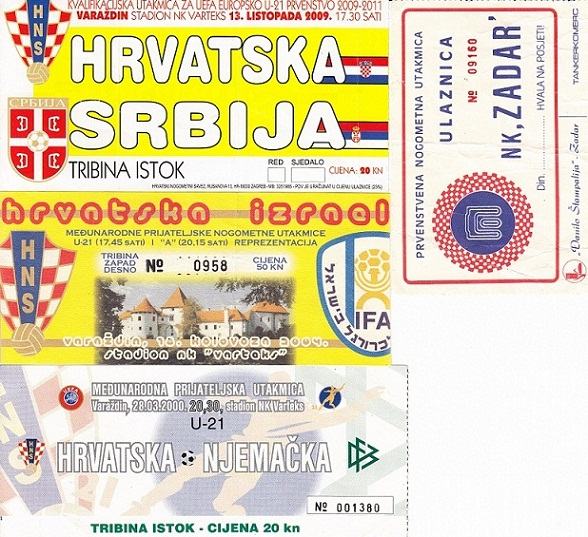 KVALIFIKACIJSKA UTAKMICA ZA UEFA EUROPSKO U-21 PRVENSTVO 2009-2011
VARAŽDIN STADION NK VARTEKS 13. LISTOPADA 2009. 17.30 SATI
HNS
HRVATSKA
СРБИЈА
SRBIJA
TRIBINA ISTOK
RED SJEDALO
CIJENA: 20 KN
hrvatska izrael
MEĐUNARODNE PRIJATELJSKE NOGOMETNE UTAKMICE
U-21 (17.45 SATI) I "A" (20,15 SATI) REPREZENTACIJA
HNS
TRIBINA
ZAPAD
DESNO
No 0958
CIJENA
50 KN
IFA
varaždin, 18. kolovoza 2004.
stadion nk "varteks"
UEFA
MEĐUNARODNA PRIJATELJSKA UTAKMICA
Varaždin, 28.03.2000. 20,30, stadion NK Varteks
U-21
HRVATSKA NJEMAČKA
No 001380
TRIBINA ISTOK - CIJENA 20 kn
PRVENSTVENA NOGOMETNA UTAKMICA
ULAZNICA
No 09160
NK „ZADAR"
Din.
HVALA NA POSJETI!
TANKERKOMERC
„Danilo Štampalija" - Zadar